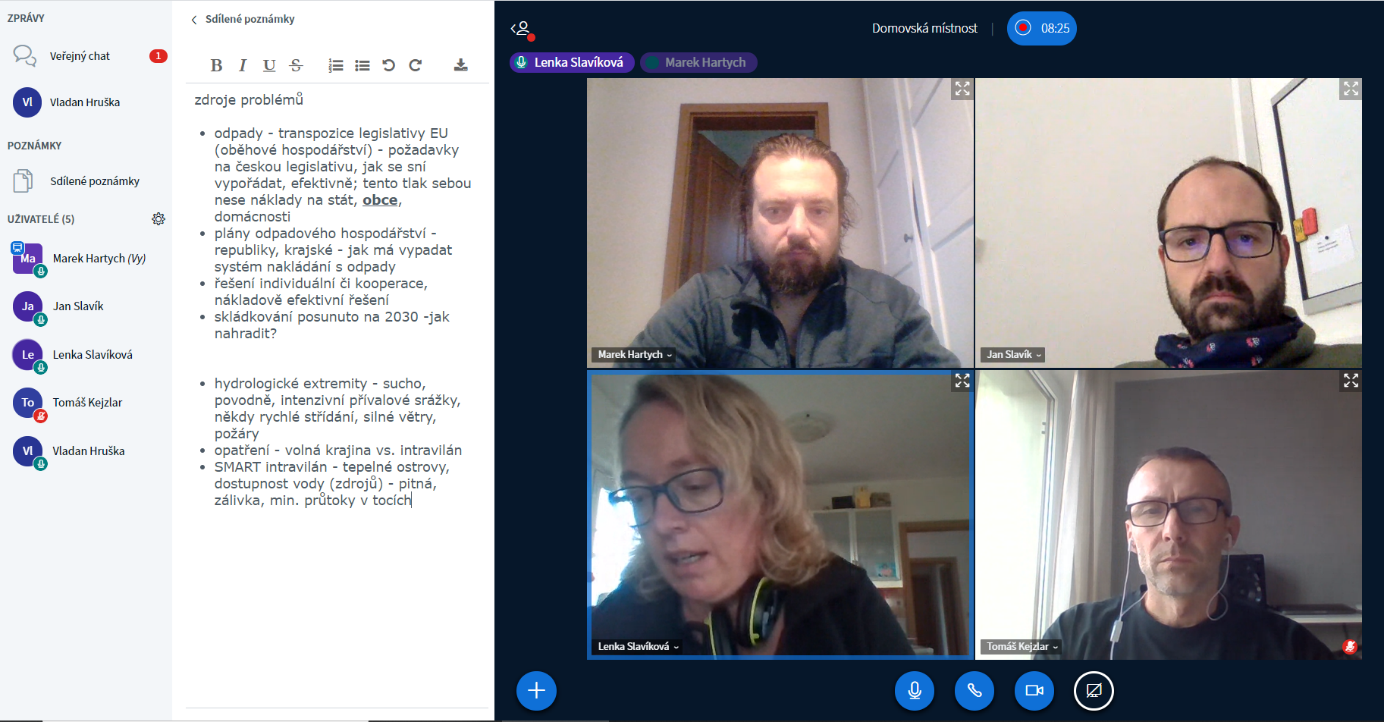 ZPRÁVY
Veřejný chat
1
Vl
Vladan Hruška
POZNÁMKY
Sdílené poznámky
UŽIVATELÉ (5)
Ma
Marek Hartych (Vy)
Ja
Jan Slavík
Le
Lenka Slavíková
To
Tomáš Kejzlar
Vl
Vladan Hruška
Sdílené poznámky
B I U S
zdroje problémů
• odpady - transpozice legislativy EU
(oběhové hospodářství) - požadavky
na českou legislativu, jak se sní
vypořádat, efektivně; tento tlak sebou
nese náklady na stát, obce,
domácnosti
• plány odpadového hospodářství -
republiky, krajské - jak má vypadat
systém nakládání s odpady
• řešení individuální či kooperace,
nákladově efektivní řešení
• skládkování posunuto na 2030 -jak
nahradit?
• hydrologické extremity - sucho,
povodně, intenzivní přívalové srážky,
někdy rychlé střídání, silné větry,
požáry
• opatření - volná krajina vs. intravilán
• SMART intravilán - tepelné ostrovy,
dostupnost vody (zdrojů) - pitná,
zálivka, min. průtoky v tocích
Domovská místnost
08:25
Lenka Slavíková
Marek Hartych
Marek Hartych
Jan Slavík
Lenka Slavíková
Tomáš Kejzlar